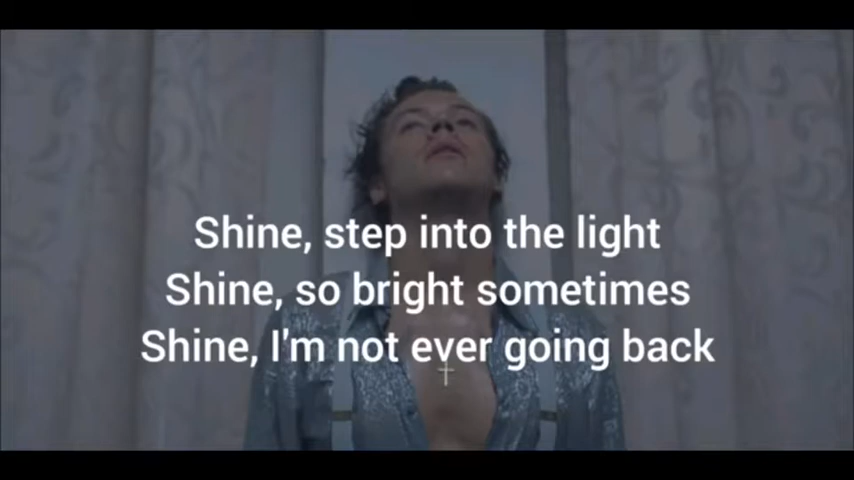 Shine, step into the light
Shine, so bright sometimes
Shine, I'm not ever going back